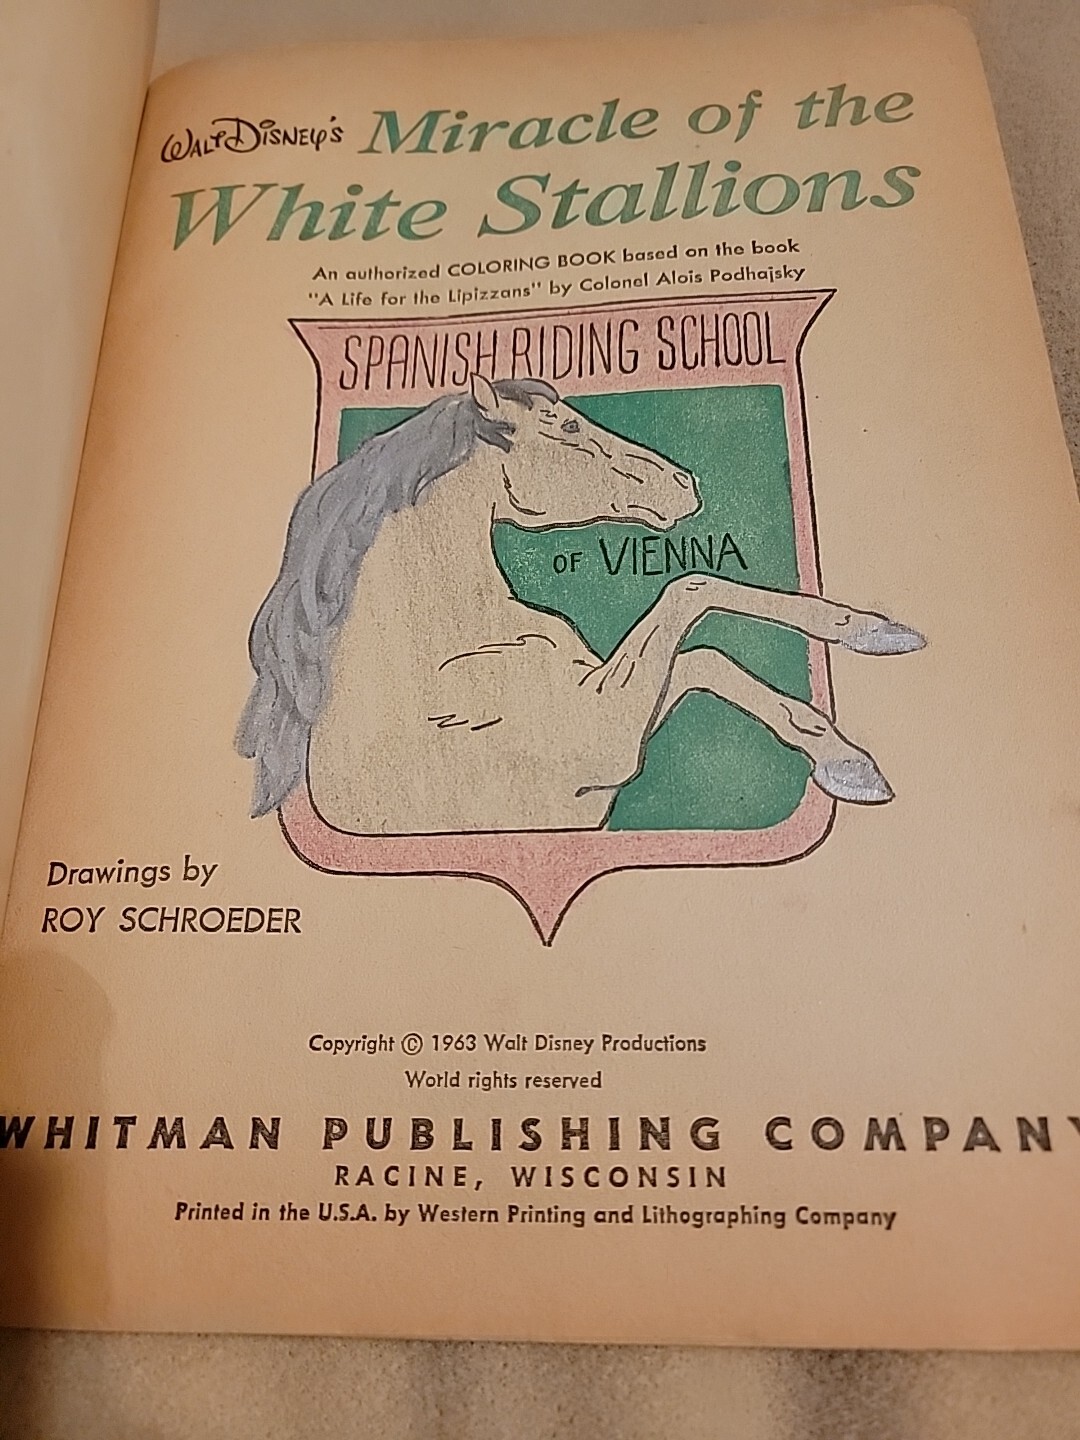 WALT DISNEY'S Miracle of the
White Stallions
An authorized COLORING BOOK based on the book
"A Life for the Lipizzans" by Colonel Alois Podhajsky
SPANISH RIDING SCHOOL
OF VIENNA
Drawings by
ROY SCHROEDER
Copyright © 1963 Walt Disney Productions
World rights reserved
WHITMAN PUBLISHING COMPANY
RACINE, WISCONSIN
Printed in the U.S.A. by Western Printing and Lithographing Company